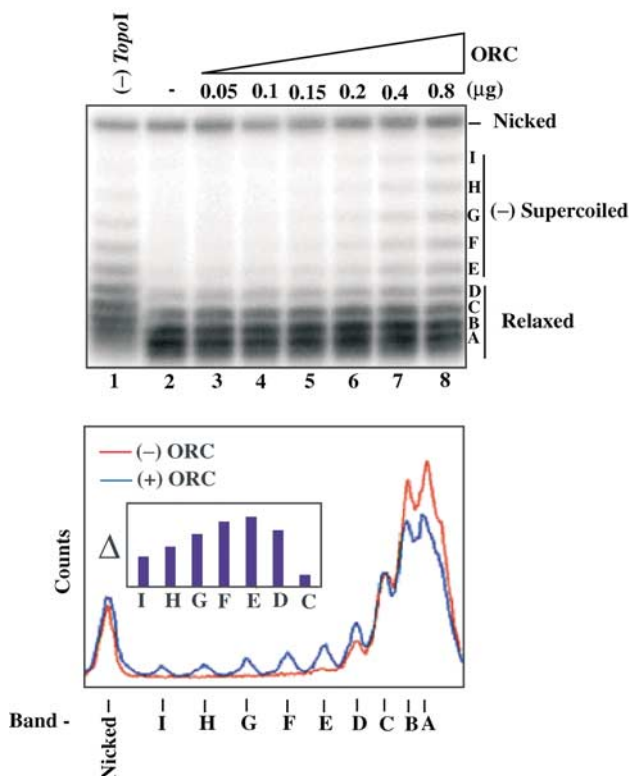 (–) TopoI
ORC
- 0.05 0.1 0.15 0.2 0.4 0.8 (μg)
– Nicked
I
H
G
(–) Supercoiled
F
E
D
C
B
Relaxed
A
1 2 3 4 5 6 7 8
(–) ORC
(+) ORC
Δ
I H G F E D C
Counts
Band -
Nicked I H G F E D C B A